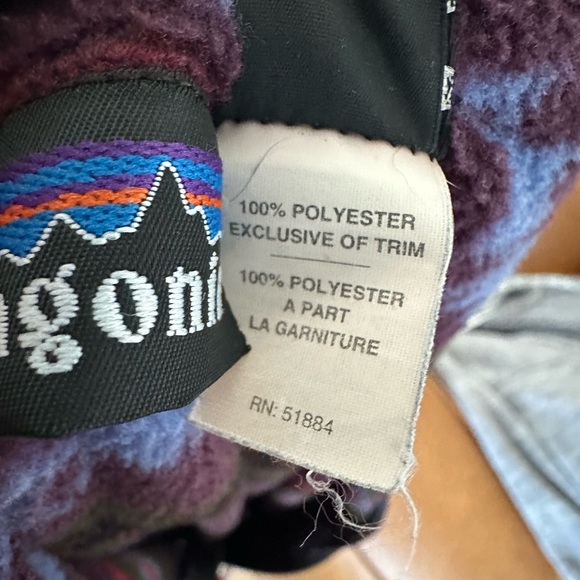 agoni
100% POLYESTER
EXCLUSIVE OF TRIM
100% POLYESTER
A PART
LA GARNITURE
RN: 51884